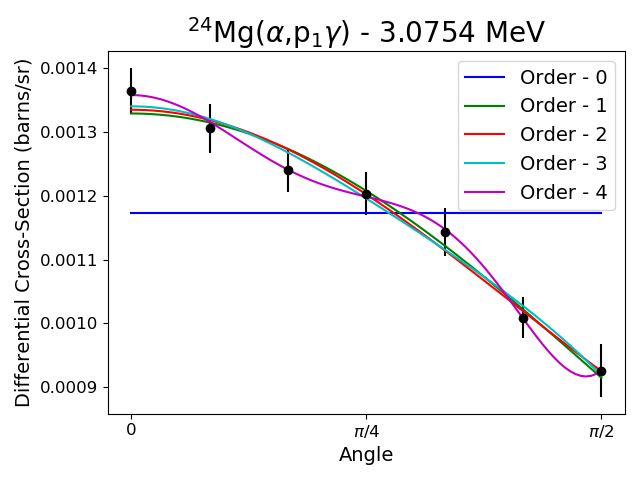 ²⁴Mg(α,p₁γ) - 3.0754 MeV
Differential Cross-Section (barns/sr)
0.0014
0.0013
0.0012
0.0011
0.0010
0.0009
Order - 0
Order - 1
Order - 2
Order - 3
Order - 4
0
π/4
π/2
Angle